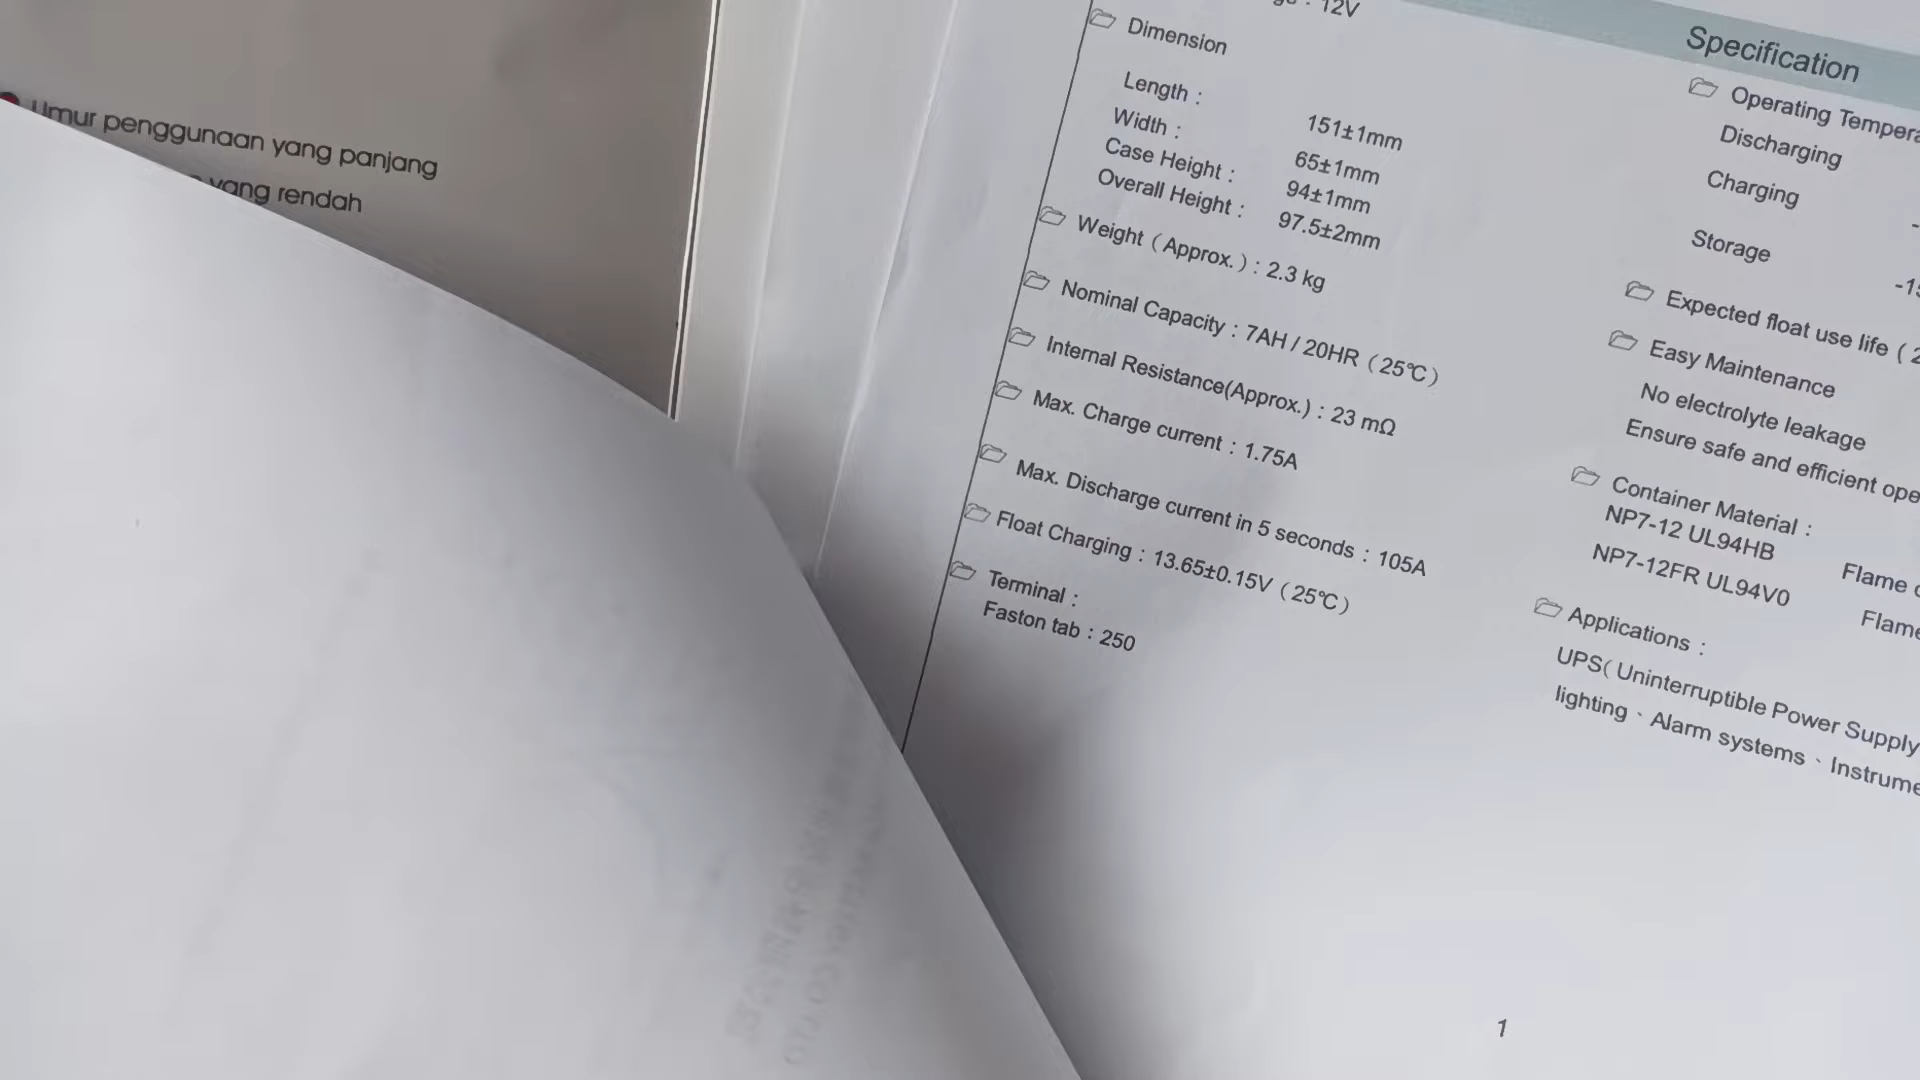 Umur penggunaan yang panjang
yang rendah
: 12V
Dimension
Length : 151±1mm
Width : 65±1mm
Case Height : 94±1mm
Overall Height : 97.5±2mm
Weight（Approx.）: 2.3 kg
Nominal Capacity : 7AH / 20HR（25℃）
Internal Resistance(Approx.) : 23 mΩ
Max. Charge current : 1.75A
Max. Discharge current in 5 seconds : 105A
Float Charging : 13.65±0.15V（25℃）
Terminal :
Faston tab : 250
Specification
Operating
Discharging
Charging
Storage
Expected float use life
Easy Maintenance
No electrolyte leakage
Ensure safe and efficient
Container Material :
NP7-12 UL94HB Flame
NP7-12FR UL94V0 Flame
Applications :
UPS( Uninterruptible Power Supply
lighting、Alarm systems、
1